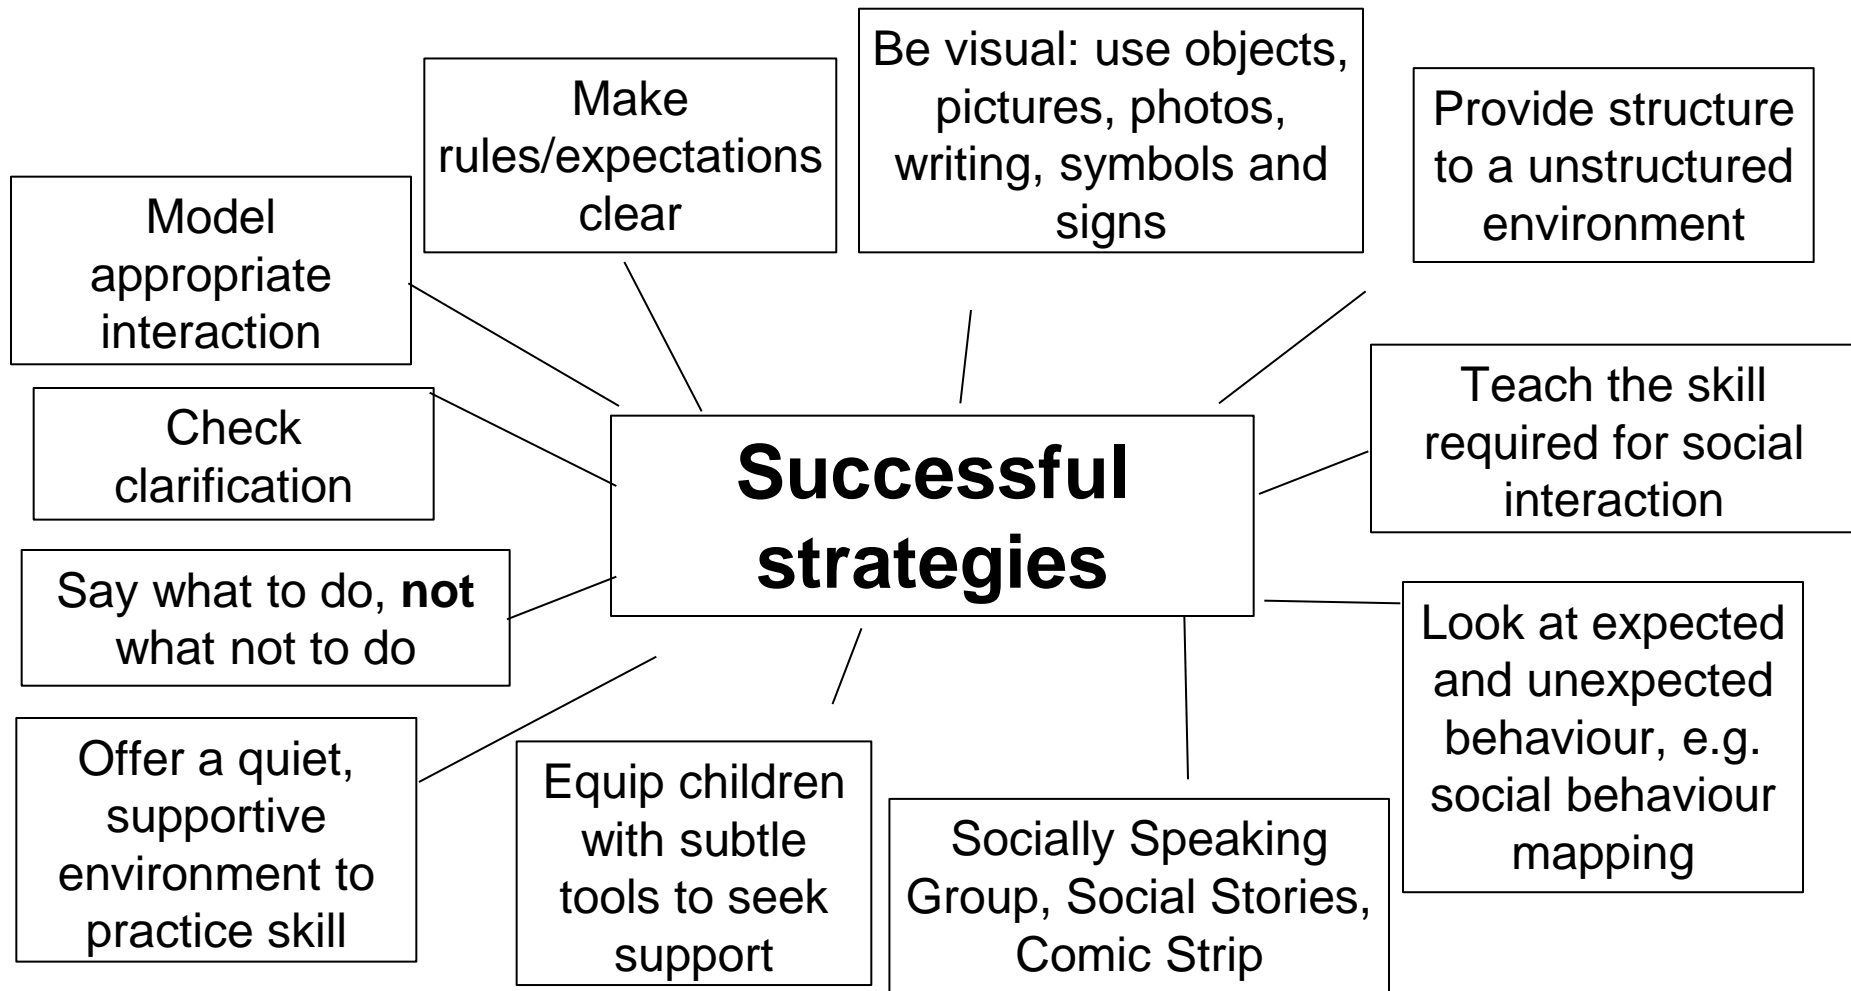 Make
rules/expectations
clear
Be visual: use objects,
pictures, photos,
writing, symbols and
signs
Provide structure
to a unstructured
environment
Model
appropriate
interaction
Check
clarification
Successful
strategies
Teach the skill
required for social
interaction
Say what to do, not
what not to do
Look at expected
and unexpected
behaviour, e.g.
social behaviour
mapping
Offer a quiet,
supportive
environment to
practice skill
Equip children
with subtle
tools to seek
support
Socially Speaking
Group, Social Stories,
Comic Strip